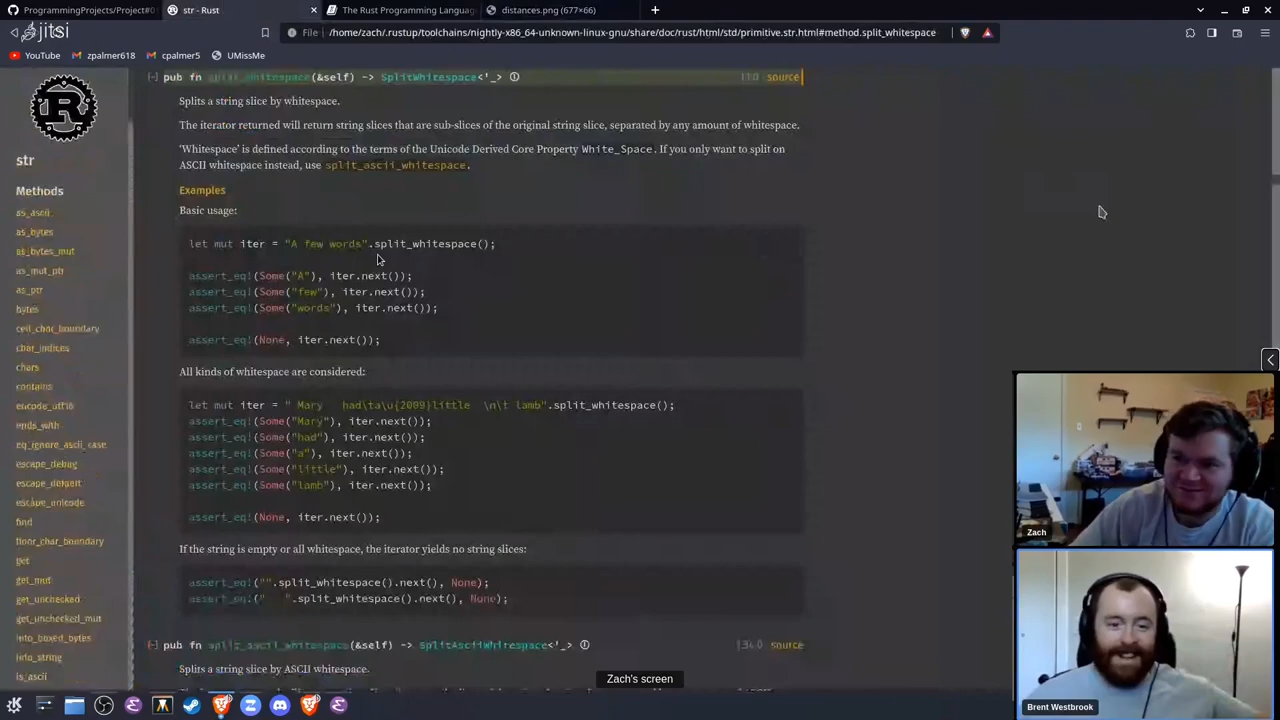 ProgrammingProjects/Project#0
str - Rust
The Rust Programming Languag
distances.png (677×66)
jitsi
File
/home/zach/.rustup/toolchains/nightly-x86_64-unknown-linux-gnu/share/doc/rust/html/std/primitive.str.html#method.split_whitespace
YouTube
zpalmer618
cpalmer5
UMissMe
[-] pub fn split_whitespace(&self) -> SplitWhitespace<'_> ⓘ
source
Splits a string slice by whitespace.
The iterator returned will return string slices that are sub-slices of the original string slice, separated by any amount of whitespace.
'Whitespace' is defined according to the terms of the Unicode Derived Core Property White_Space. If you only want to split on
ASCII whitespace instead, use split_ascii_whitespace.
Examples
Basic usage:
let mut iter = "A few words".split_whitespace();
assert_eq!(Some("A"), iter.next());
assert_eq!(Some("few"), iter.next());
assert_eq!(Some("words"), iter.next());
assert_eq!(None, iter.next());
All kinds of whitespace are considered:
let mut iter = " Mary   had\ta\u{2009}little  \n\t lamb".split_whitespace();
assert_eq!(Some("Mary"), iter.next());
assert_eq!(Some("had"), iter.next());
assert_eq!(Some("a"), iter.next());
assert_eq!(Some("little"), iter.next());
assert_eq!(Some("lamb"), iter.next());
assert_eq!(None, iter.next());
If the string is empty or all whitespace, the iterator yields no string slices:
assert_eq!("".split_whitespace().next(), None);
assert_eq!("   ".split_whitespace().next(), None);
[-] pub fn split_ascii_whitespace(&self) -> SplitAsciiWhitespace<'_> ⓘ
1.34.0
source
Splits a string slice by ASCII whitespace.
str
Methods
as_ascii
as_bytes
as_bytes_mut
as_mut_ptr
as_ptr
bytes
ceil_char_boundary
char_indices
chars
contains
encode_utf16
ends_with
eq_ignore_ascii_case
escape_debug
escape_default
escape_unicode
find
floor_char_boundary
get
get_mut
get_unchecked
get_unchecked_mut
into_boxed_bytes
into_string
is_ascii
Zach
Brent Westbrook
Zach's screen